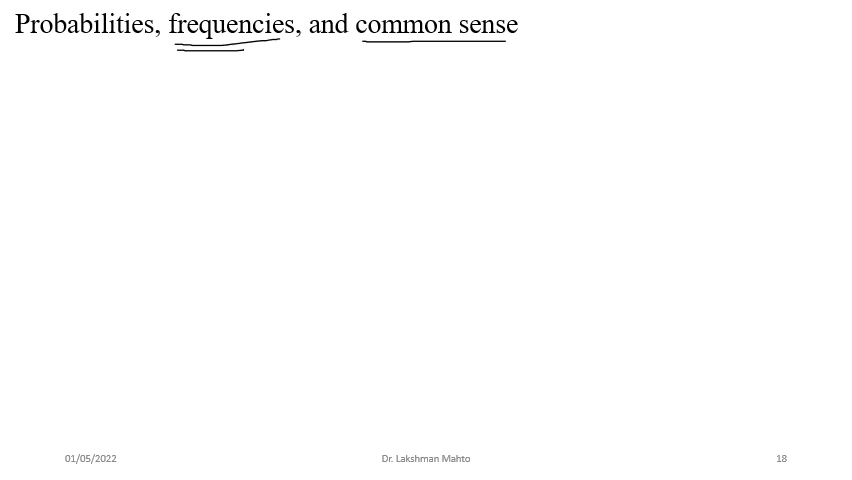 Probabilities, frequencies, and common sense
01/05/2022
Dr. Lakshman Mahto
18